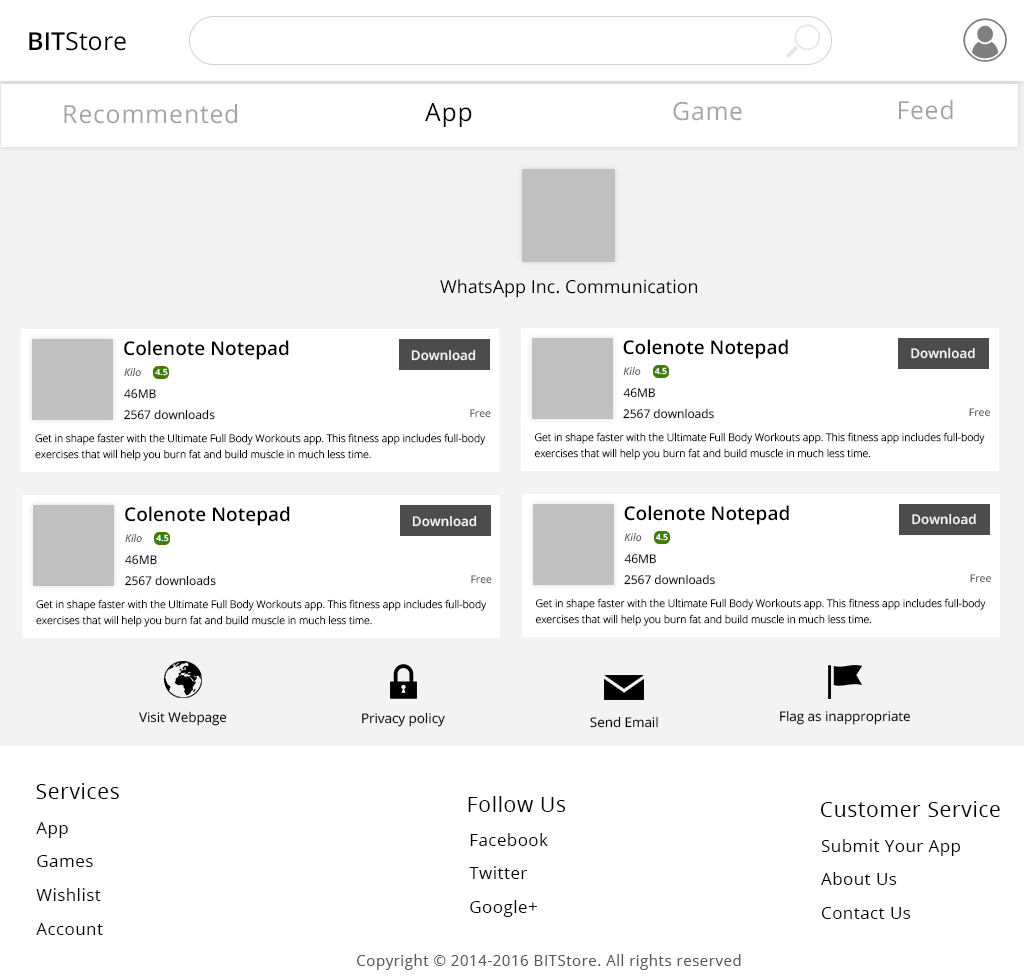 BITStore
Recommented App Game Feed
WhatsApp Inc. Communication
Colenote Notepad
Download
Kilo 4.5
46MB
2567 downloads
Free
Get in shape faster with the Ultimate Full Body Workouts app. This fitness app includes full-body
exercises that will help you burn fat and build muscle in much less time.
Colenote Notepad
Download
Kilo 4.5
46MB
2567 downloads
Free
Get in shape faster with the Ultimate Full Body Workouts app. This fitness app includes full-body
exercises that will help you burn fat and build muscle in much less time.
Colenote Notepad
Download
Kilo 4.5
46MB
2567 downloads
Free
Get in shape faster with the Ultimate Full Body Workouts app. This fitness app includes full-body
exercises that will help you burn fat and build muscle in much less time.
Colenote Notepad
Download
Kilo 4.5
46MB
2567 downloads
Free
Get in shape faster with the Ultimate Full Body Workouts app. This fitness app includes full-body
exercises that will help you burn fat and build muscle in much less time.
Visit Webpage
Privacy policy
Send Email
Flag as inappropriate
Services
App
Games
Wishlist
Account
Follow Us
Facebook
Twitter
Google+
Customer Service
Submit Your App
About Us
Contact Us
Copyright © 2014-2016 BITStore. All rights reserved